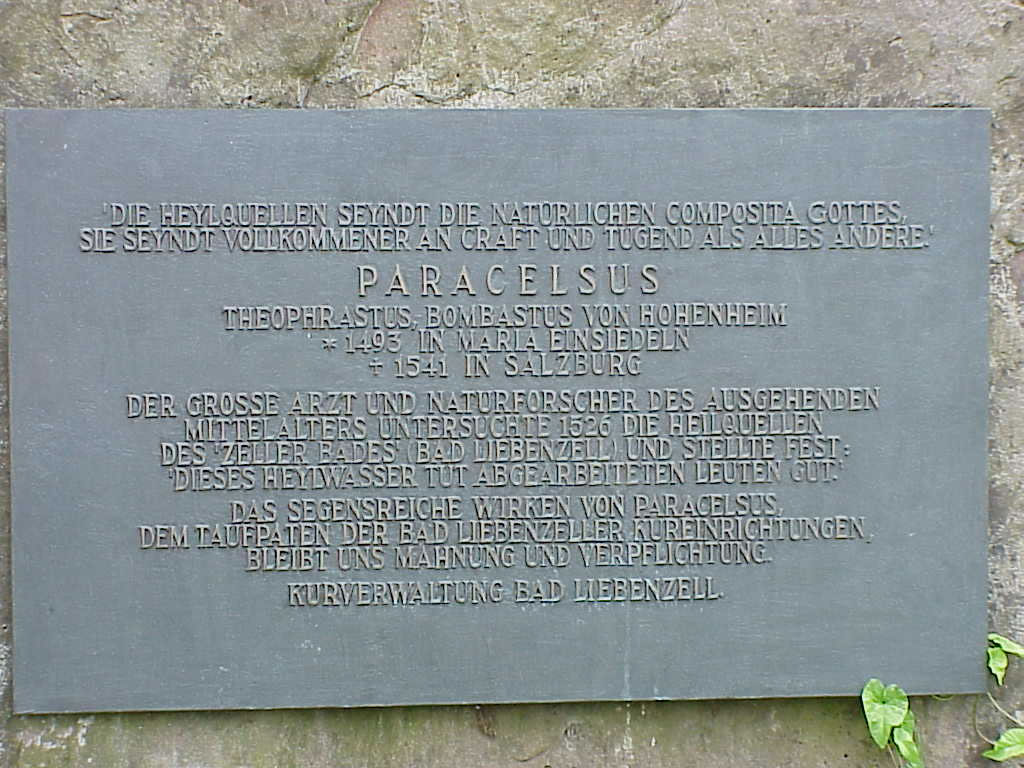 'DIE HEYLQUELLEN SEYNDT DIE NATÜRLICHEN COMPOSITA GOTTES,
SIE SEYNDT VOLLKOMMENER AN CRAFT UND TUGEND ALS ALLES ANDERE.'
PARACELSUS
THEOPHRASTUS, BOMBASTUS VON HOHENHEIM
* 1493 IN MARIA EINSIEDELN
✝ 1541 IN SALZBURG
DER GROSSE ARZT UND NATURFORSCHER DES AUSGEHENDEN
MITTELALTERS UNTERSUCHTE 1526 DIE HEILQUELLEN
DES 'ZELLER BADES' (BAD LIEBENZELL) UND STELLTE FEST:
'DIESES HEYLWASSER TUT ABGEARBEITETEN LEUTEN GUT.'
DAS SEGENSREICHE WIRKEN VON PARACELSUS,
DEM TAUFPATEN DER BAD LIEBENZELLER KUREINRICHTUNGEN,
BLEIBT UNS MAHNUNG UND VERPFLICHTUNG.
KURVERWALTUNG BAD LIEBENZELL.